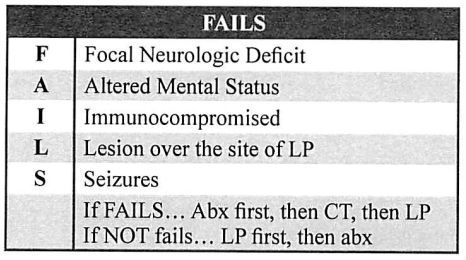 FAILS
F Focal Neurologic Deficit
A Altered Mental Status
I Immunocompromised
L Lesion over the site of LP
S Seizures
If FAILS... Abx first, then CT, then LP
If NOT fails... LP first, then abx